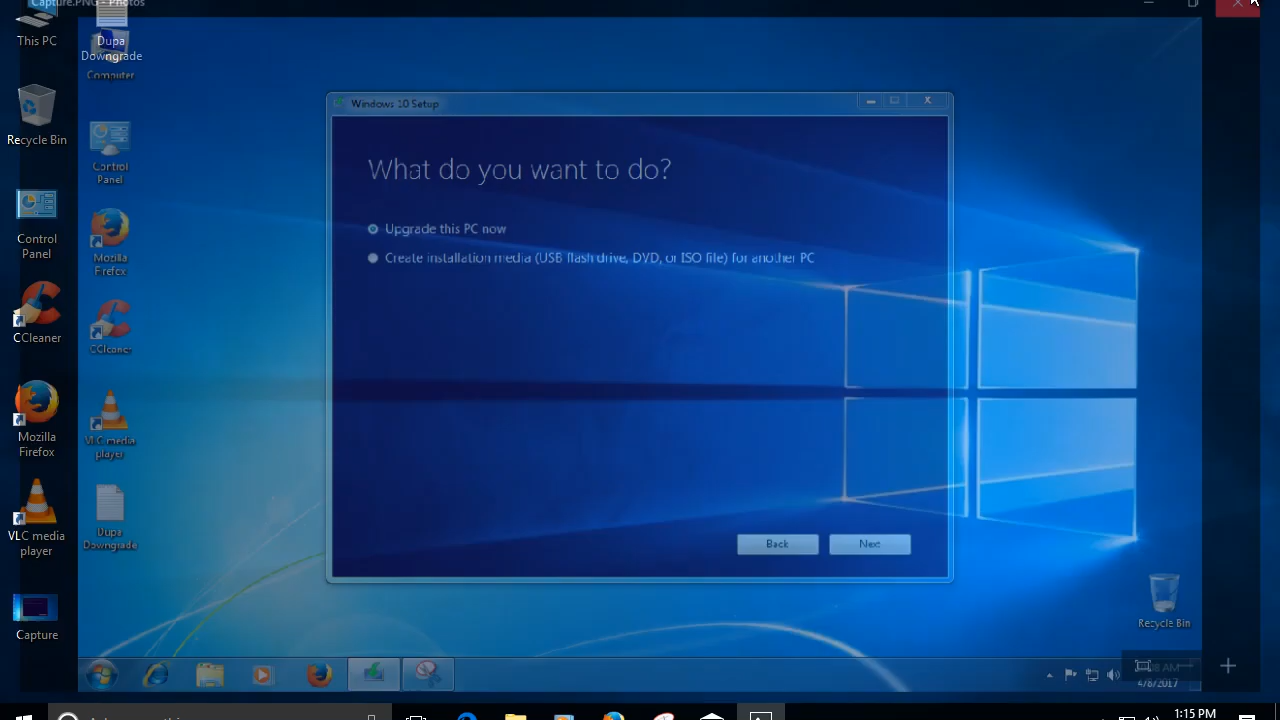 Capture.PNG - Photos
This PC
Dupa
Downgrade
Computer
Recycle Bin
Control
Panel
Control
Panel
Mozilla
Firefox
CCleaner
CCleaner
Mozilla
Firefox
VLC media
player
VLC media
player
Dupa
Downgrade
Capture
Windows 10 Setup
What do you want to do?
Upgrade this PC now
Create installation media (USB flash drive, DVD, or ISO file) for another PC
Back
Next
Recycle Bin
AM
4/8/2017
1:15 PM